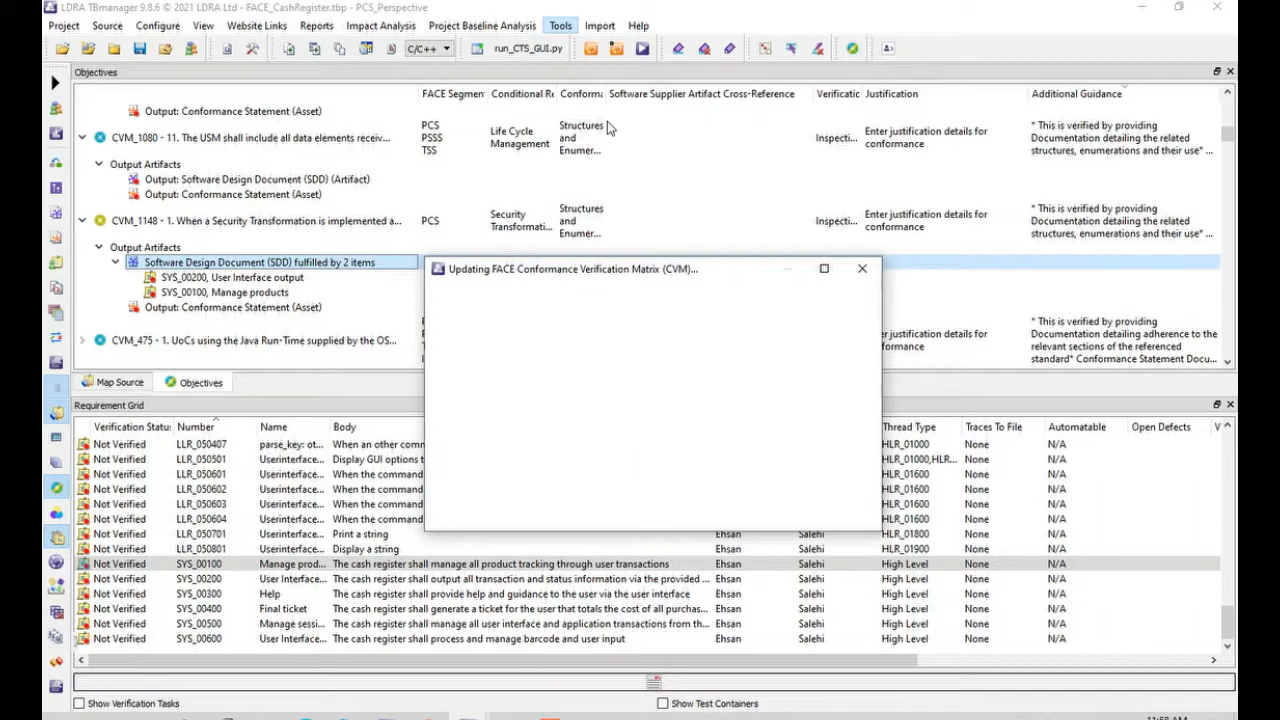 LDRA TBmanager 9.8.6 © 2021 LDRA Ltd - FACE_CashRegister.tbp - PCS_Perspective
Project Source Configure View Website Links Reports Impact Analysis Project Baseline Analysis Tools Import Help
C/C++ run_CTS_GUI.py
Objectives
FACE Segmen Conditional Re Conforma Software Supplier Artifact Cross-Reference Verificatic Justification Additional Guidance
Output: Conformance Statement (Asset)
CVM_1080 - 11. The USM shall include all data elements receiv...
PCS
PSSS
TSS
Life Cycle
Management
Structures
and
Enumer...
Inspecti...
Enter justification details for
conformance
* This is verified by providing
Documentation detailing the related
structures, enumerations and their use* ...
Output Artifacts
Output: Software Design Document (SDD) (Artifact)
Output: Conformance Statement (Asset)
CVM_1148 - 1. When a Security Transformation is implemented a...
PCS
Security
Transformati...
Structures
and
Enumer...
Inspecti...
Enter justification details for
conformance
* This is verified by providing
Documentation detailing the related
structures, enumerations and their use* ...
Output Artifacts
Software Design Document (SDD) fulfilled by 2 items
SYS_00200, User Interface output
SYS_00100, Manage products
Output: Conformance Statement (Asset)
CVM_475 - 1. UoCs using the Java Run-Time supplied by the OS...
justification details for
* This is verified by providing
Documentation detailing adherence to the
relevant sections of the referenced
standard* Conformance Statement Docu...
Updating FACE Conformance Verification Matrix (CVM)...
Map Source Objectives
Requirement Grid
Verification Statu: Number Name Body Thread Type Traces To File Automatable Open Defects V
Not Verified LLR_050407 parse_key: ot... When an other comm HLR_01000 None N/A
Not Verified LLR_050501 Userinterface... Display GUI options t HLR_01000,HLR... None N/A
Not Verified LLR_050601 Userinterface... When the command HLR_01600 None N/A
Not Verified LLR_050602 Userinterface... When the command HLR_01600 None N/A
Not Verified LLR_050603 Userinterface... When the command HLR_01600 None N/A
Not Verified LLR_050604 Userinterface... When the command HLR_01600 None N/A
Not Verified LLR_050701 Userinterface... Print a string Ehsan Salehi HLR_01800 None N/A
Not Verified LLR_050801 Userinterface... Display a string Ehsan Salehi HLR_01900 None N/A
Not Verified SYS_00100 Manage prod... The cash register shall manage all product tracking through user transactions Ehsan Salehi High Level None N/A
Not Verified SYS_00200 User Interface... The cash register shall output all transaction and status information via the provided ... Ehsan Salehi High Level None N/A
Not Verified SYS_00300 Help The cash register shall provide help and guidance to the user via the user interface Ehsan Salehi High Level None N/A
Not Verified SYS_00400 Final ticket The cash register shall generate a ticket for the user that totals the cost of all purchas... Ehsan Salehi High Level None N/A
Not Verified SYS_00500 Manage sessi... The cash register shall manage all user interface and application transactions from th... Ehsan Salehi High Level None N/A
Not Verified SYS_00600 User Interface... The cash register shall process and manage barcode and user input Ehsan Salehi High Level None N/A
Show Verification Tasks Show Test Containers